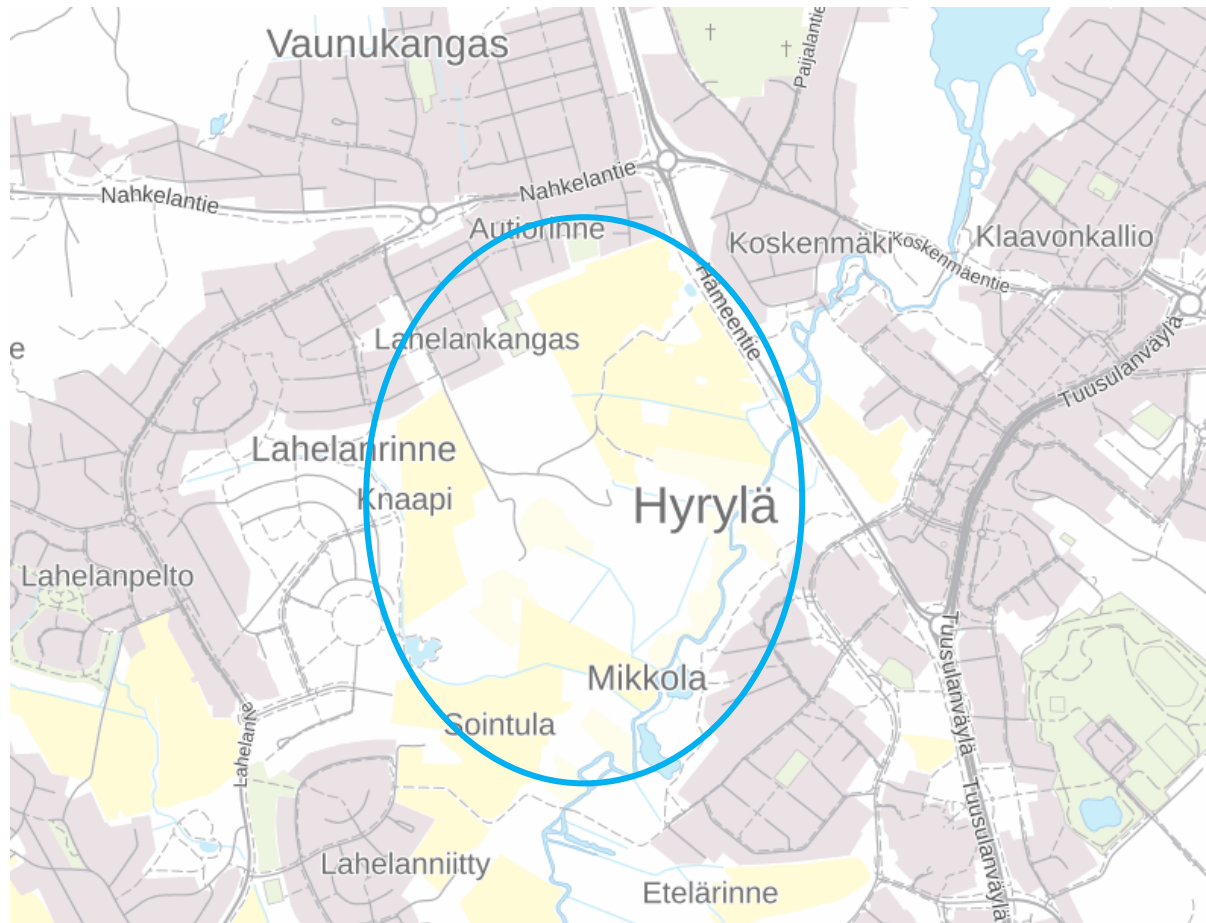 Vaunukangas
Paijalantie
Nahkelantie
Nahkelantie
Autiorinne
Koskenmäki
Koskenmäentie
Klaavonkallio
Hämeentie
Lahelankangas
e
Tuusulanväylä
Lahelanrinne
Knaapi
Hyrylä
Lahelanpelto
Mikkola
Tuusulanväylä
Lahelante
Sointula
Tuusulanväylä
Lahelanniitty
Etelärinne